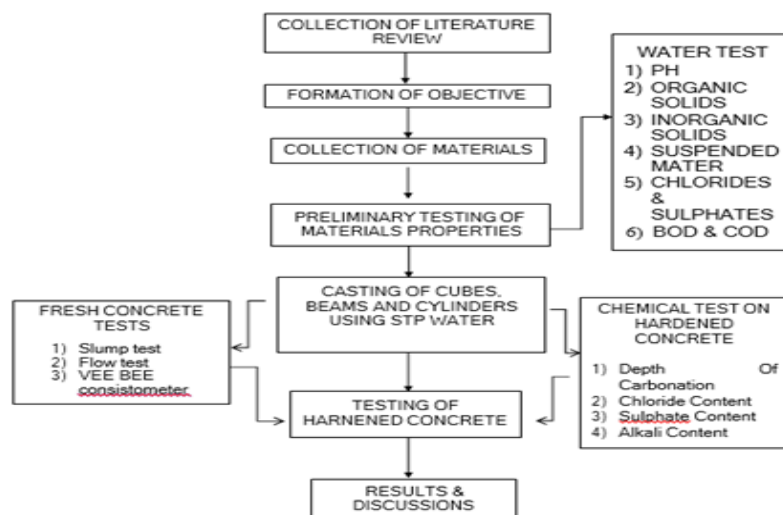 COLLECTION OF LITERATURE
REVIEW
FORMATION OF OBJECTIVE
COLLECTION OF MATERIALS
PRELIMINARY TESTING OF
MATERIALS PROPERTIES
WATER TEST
1) PH
2) ORGANIC
SOLIDS
3) INORGANIC
SOLIDS
4) SUSPENDED
MATER
5) CHLORIDES
&
SULPHATES
6) BOD & COD
CASTING OF CUBES,
BEAMS AND CYLINDERS
USING STP WATER
FRESH CONCRETE
TESTS
1) Slump test
2) Flow test
3) VEE BEE
consistometer
CHEMICAL TEST ON
HARDENED
CONCRETE
1) Depth Of
Carbonation
2) Chloride Content
3) Sulphate Content
4) Alkali Content
TESTING OF
HARNENED CONCRETE
RESULTS &
DISCUSSIONS